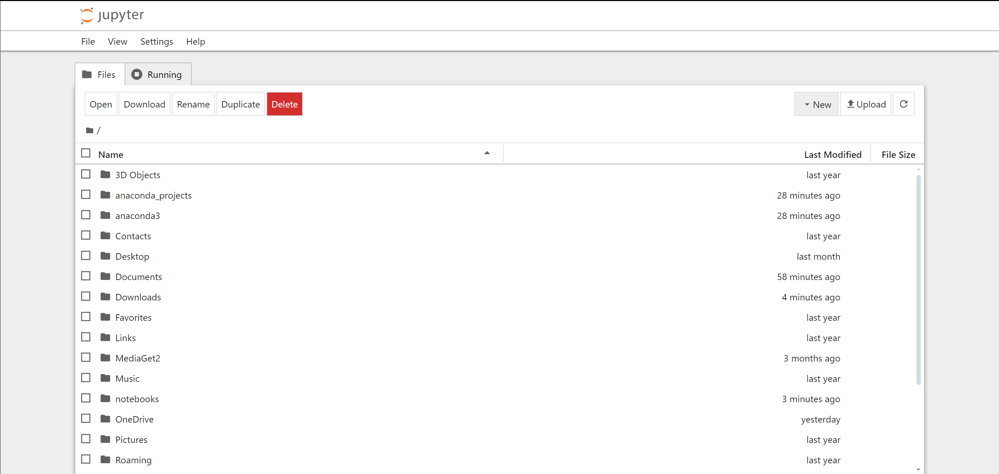 jupyter
File View Settings Help
Files Running
Open Download Rename Duplicate Delete New Upload
/
Name Last Modified File Size
3D Objects last year
anaconda_projects 28 minutes ago
anaconda3 28 minutes ago
Contacts last year
Desktop last month
Documents 58 minutes ago
Downloads 4 minutes ago
Favorites last year
Links last year
MediaGet2 3 months ago
Music last year
notebooks 3 minutes ago
OneDrive yesterday
Pictures last year
Roaming last year